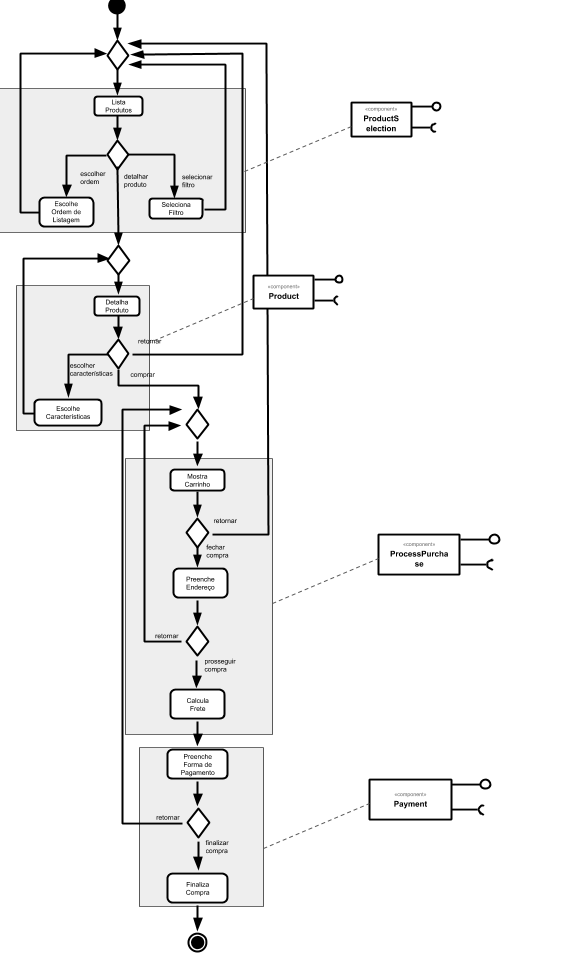 Lista
Produtos
«component»
ProductS
election
escolher
ordem
detalhar
produto
selecionar
filtro
Escolhe
Ordem de
Listagem
Seleciona
Filtro
«component»
Product
Detalha
Produto
retornar
escolher
características
comprar
Escolhe
Características
Mostra
Carrinho
retornar
fechar
compra
«component»
ProcessPurcha
se
Preenche
Endereço
retornar
prosseguir
compra
Calcula
Frete
Preenche
Forma de
Pagamento
«component»
Payment
retornar
finalizar
compra
Finaliza
Compra